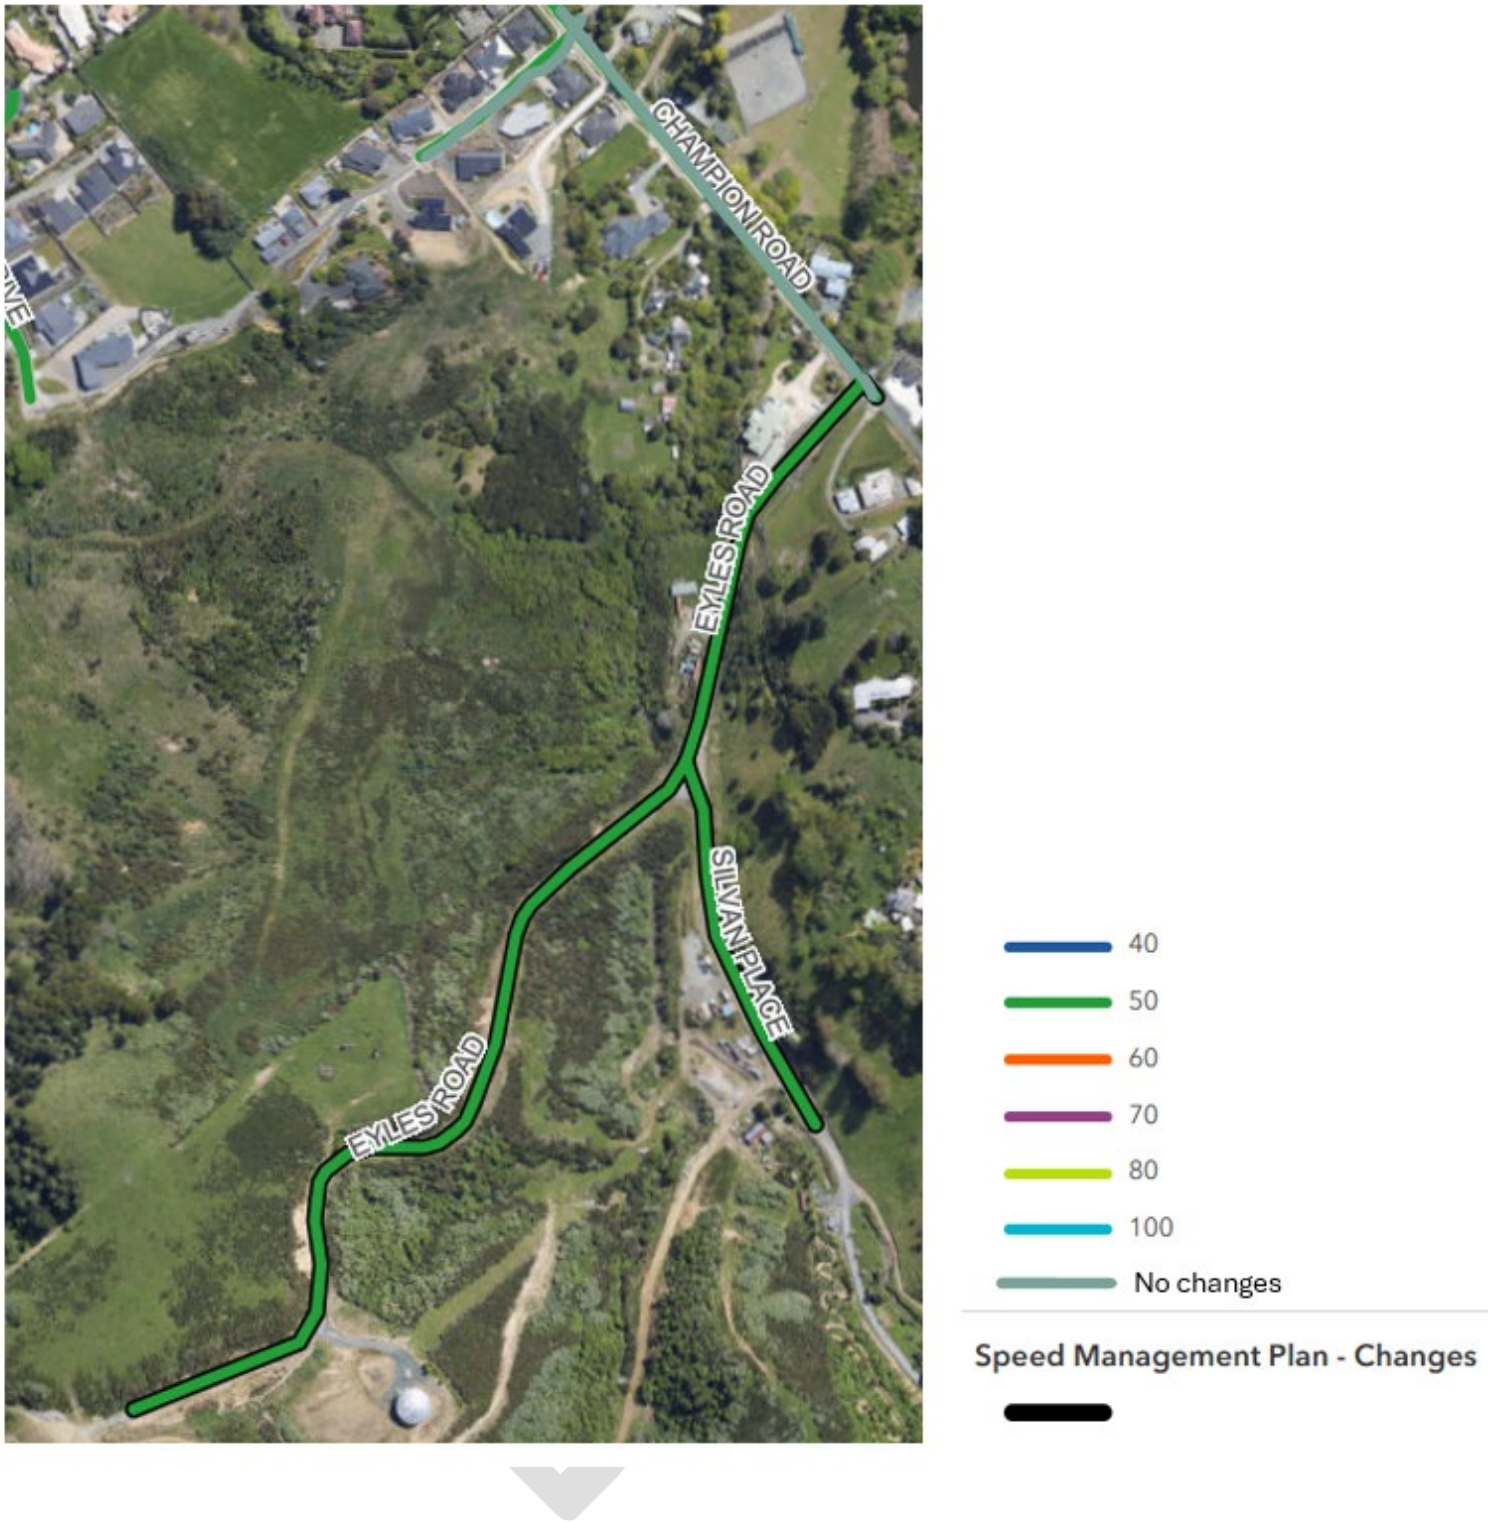 CHAMPION ROAD
EYLES ROAD
SILVAN PLACE
EYLES ROAD
40
50
60
70
80
100
No changes
Speed Management Plan - Changes